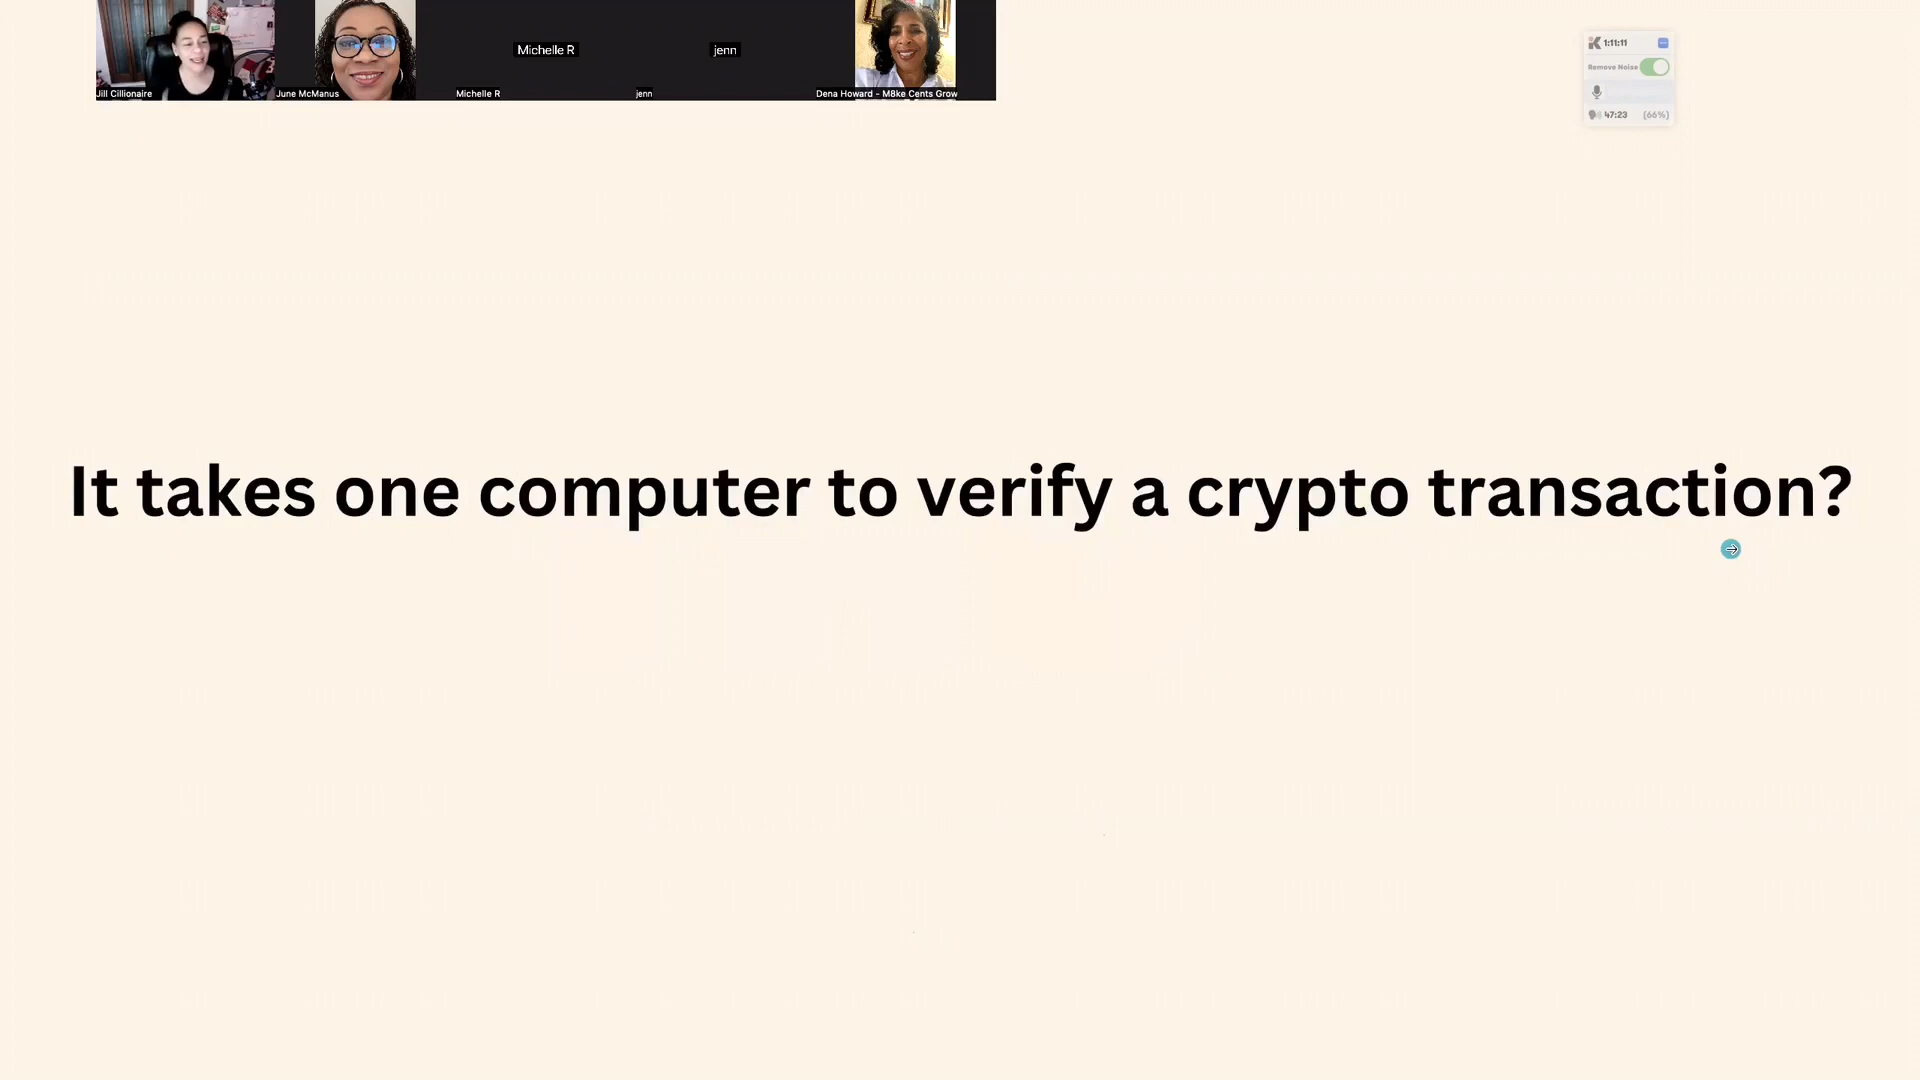 Michelle R
jenn
Jill Cillionaire
June McManus
Michelle R
jenn
Dena Howard - M8ke Cents Grow
1:11:11
Remove Noise
47:23 (66%)
It takes one computer to verify a crypto transaction?